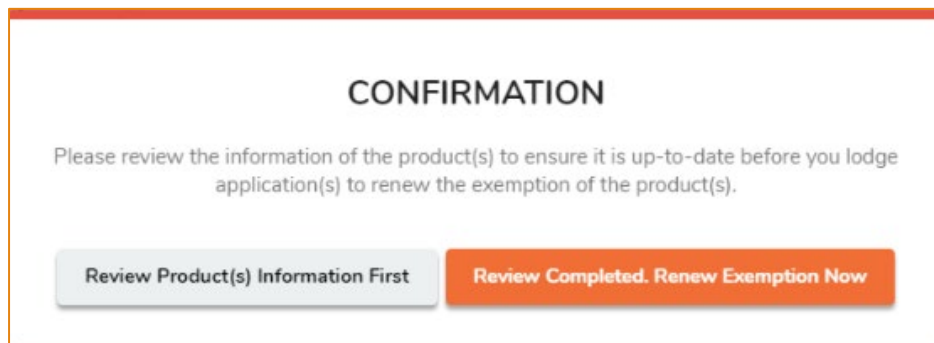 CONFIRMATION
Please review the information of the product(s) to ensure it is up-to-date before you lodge
application(s) to renew the exemption of the product(s).
Review Product(s) Information First
Review Completed. Renew Exemption Now